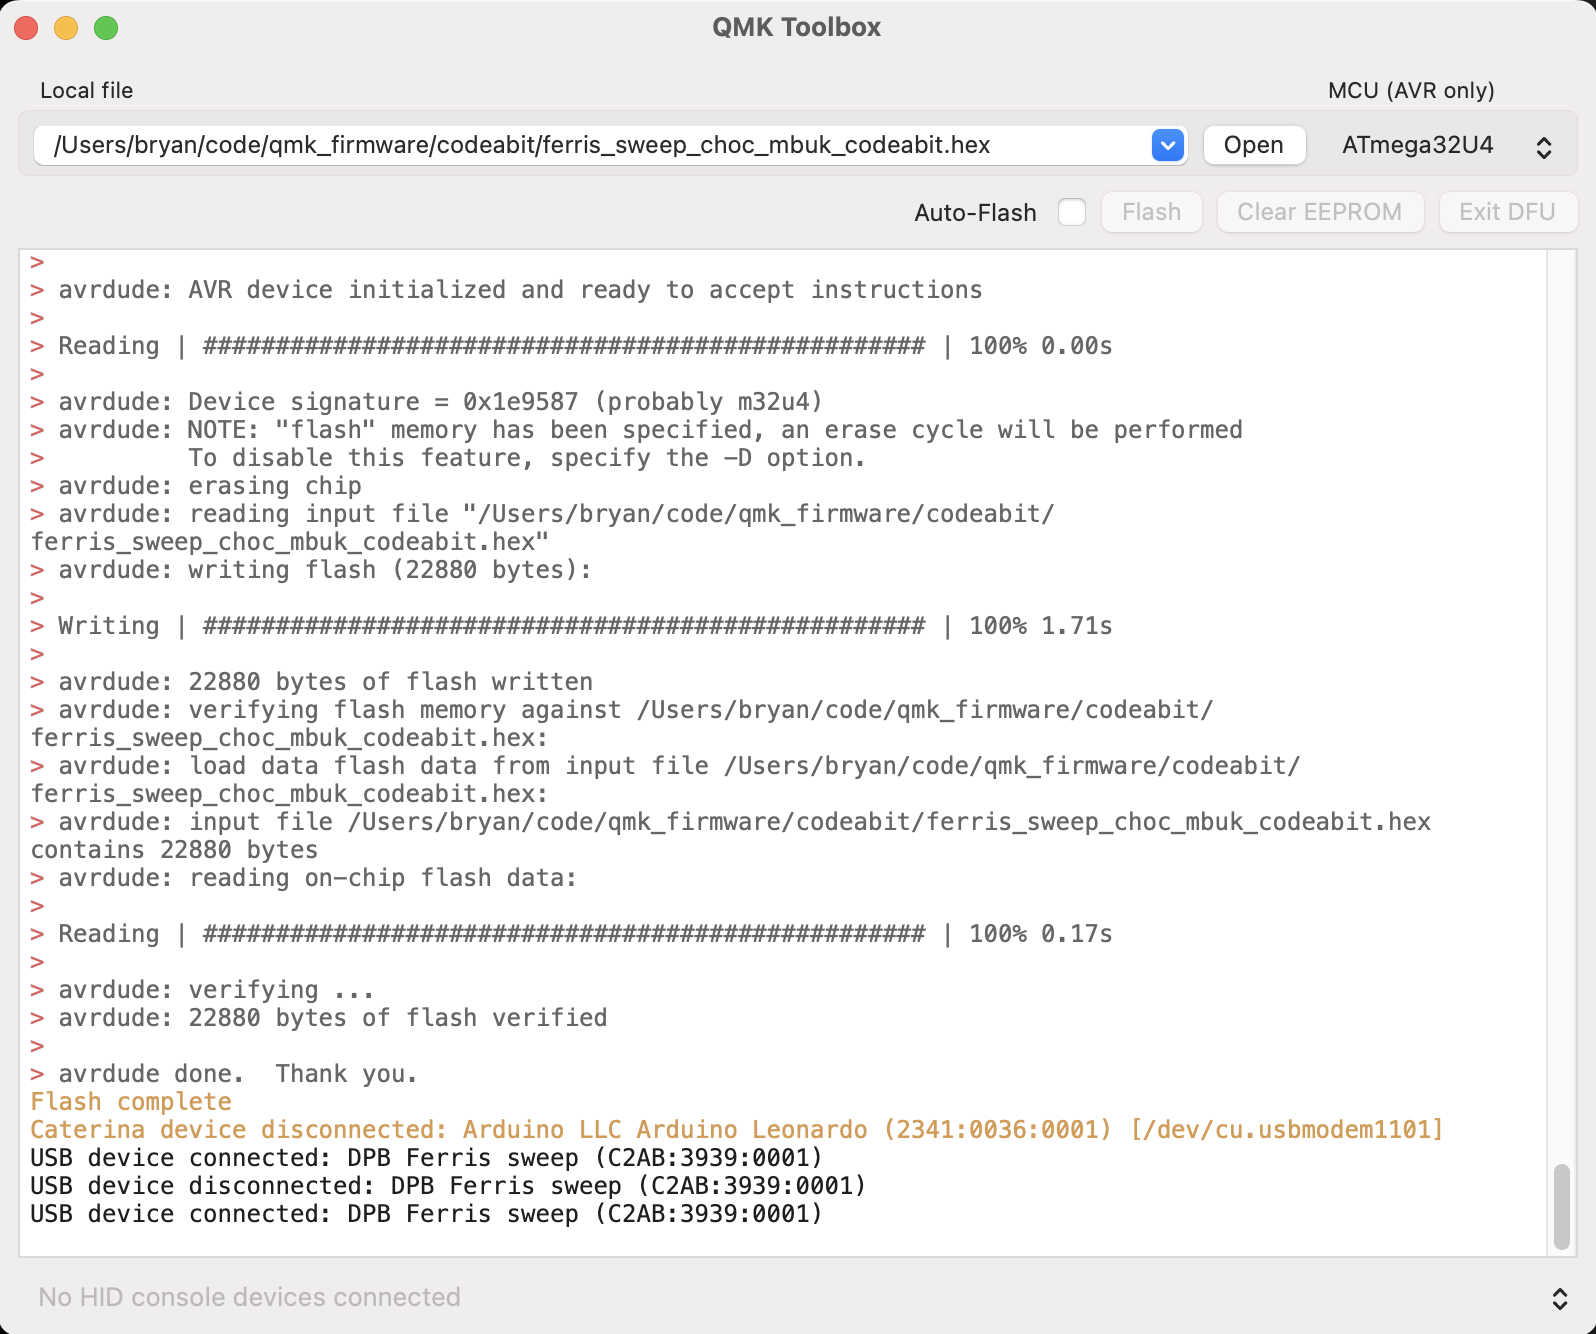 QMK Toolbox
Local file
MCU (AVR only)
/Users/bryan/code/qmk_firmware/codeabit/ferris_sweep_choc_mbuk_codeabit.hex
Open
ATmega32U4
Auto-Flash
Flash
Clear EEPROM
Exit DFU
>
> avrdude: AVR device initialized and ready to accept instructions
>
> Reading | ################################################## | 100% 0.00s
>
> avrdude: Device signature = 0x1e9587 (probably m32u4)
> avrdude: NOTE: "flash" memory has been specified, an erase cycle will be performed
>          To disable this feature, specify the -D option.
> avrdude: erasing chip
> avrdude: reading input file "/Users/bryan/code/qmk_firmware/codeabit/
ferris_sweep_choc_mbuk_codeabit.hex"
> avrdude: writing flash (22880 bytes):
>
> Writing | ################################################## | 100% 1.71s
>
> avrdude: 22880 bytes of flash written
> avrdude: verifying flash memory against /Users/bryan/code/qmk_firmware/codeabit/
ferris_sweep_choc_mbuk_codeabit.hex:
> avrdude: load data flash data from input file /Users/bryan/code/qmk_firmware/codeabit/
ferris_sweep_choc_mbuk_codeabit.hex:
> avrdude: input file /Users/bryan/code/qmk_firmware/codeabit/ferris_sweep_choc_mbuk_codeabit.hex
contains 22880 bytes
> avrdude: reading on-chip flash data:
>
> Reading | ################################################## | 100% 0.17s
>
> avrdude: verifying ...
> avrdude: 22880 bytes of flash verified
>
> avrdude done.  Thank you.
Flash complete
Caterina device disconnected: Arduino LLC Arduino Leonardo (2341:0036:0001) [/dev/cu.usbmodem1101]
USB device connected: DPB Ferris sweep (C2AB:3939:0001)
USB device disconnected: DPB Ferris sweep (C2AB:3939:0001)
USB device connected: DPB Ferris sweep (C2AB:3939:0001)
No HID console devices connected